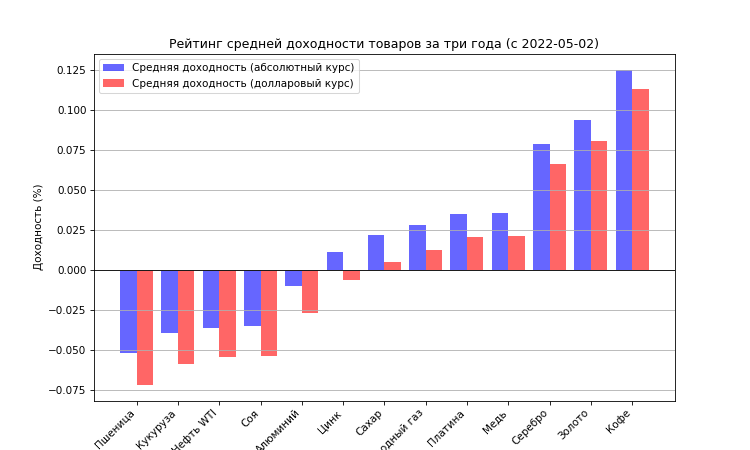 Рейтинг средней доходности товаров за три года (с 2022-05-02)
Средняя доходность (абсолютный курс)
Средняя доходность (долларовый курс)
Доходность (%)
0.125
0.100
0.075
0.050
0.025
0.000
−0.025
−0.050
−0.075
Пшеница
Кукуруза
Нефть WTI
Соя
Алюминий
Цинк
Сахар
одный газ
Платина
Медь
Серебро
Золото
Кофе